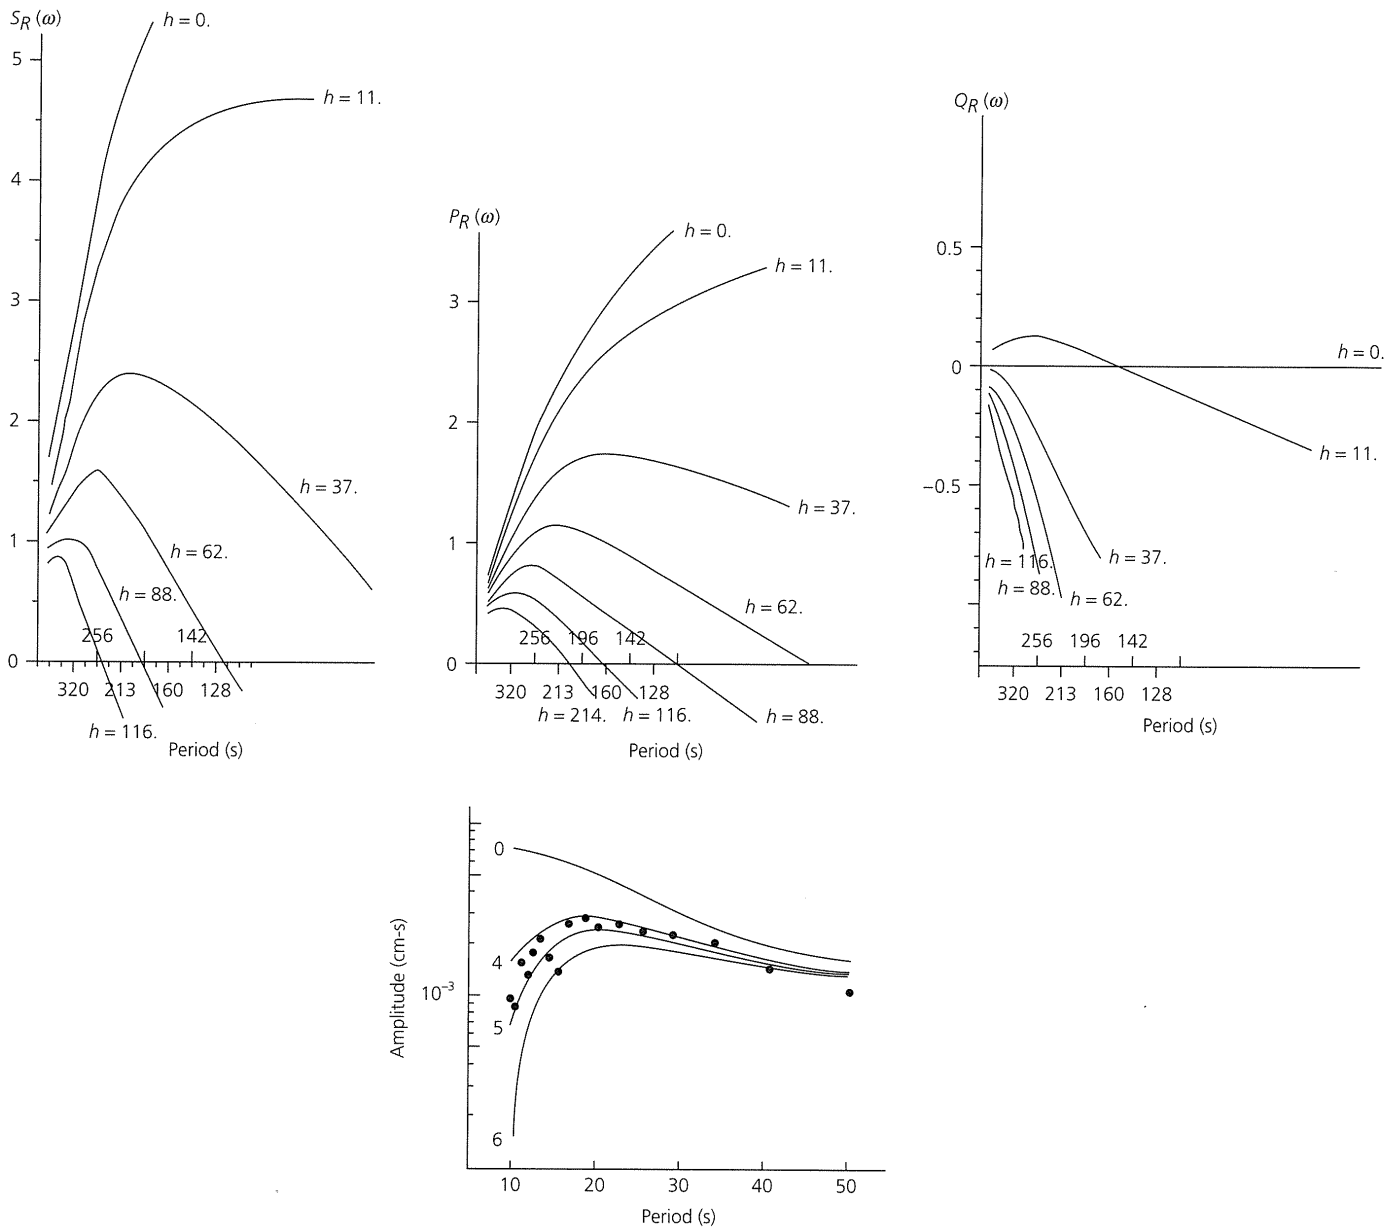 S_R (ω)
5
4
3
2
1
0
h = 0.
h = 11.
h = 37.
h = 62.
h = 88.
256 142
320 213 160 128
h = 116.
Period (s)
P_R (ω)
3
2
1
0
h = 0.
h = 11.
h = 37.
h = 62.
256 196 142
320 213 160 128
h = 214. h = 116. h = 88.
Period (s)
Q_R (ω)
0.5
0
−0.5
h = 0.
h = 11.
h = 37.
h = 116.
h = 88.
h = 62.
256 196 142
320 213 160 128
Period (s)
Amplitude (cm-s)
10⁻³
0
4
5
6
10 20 30 40 50
Period (s)